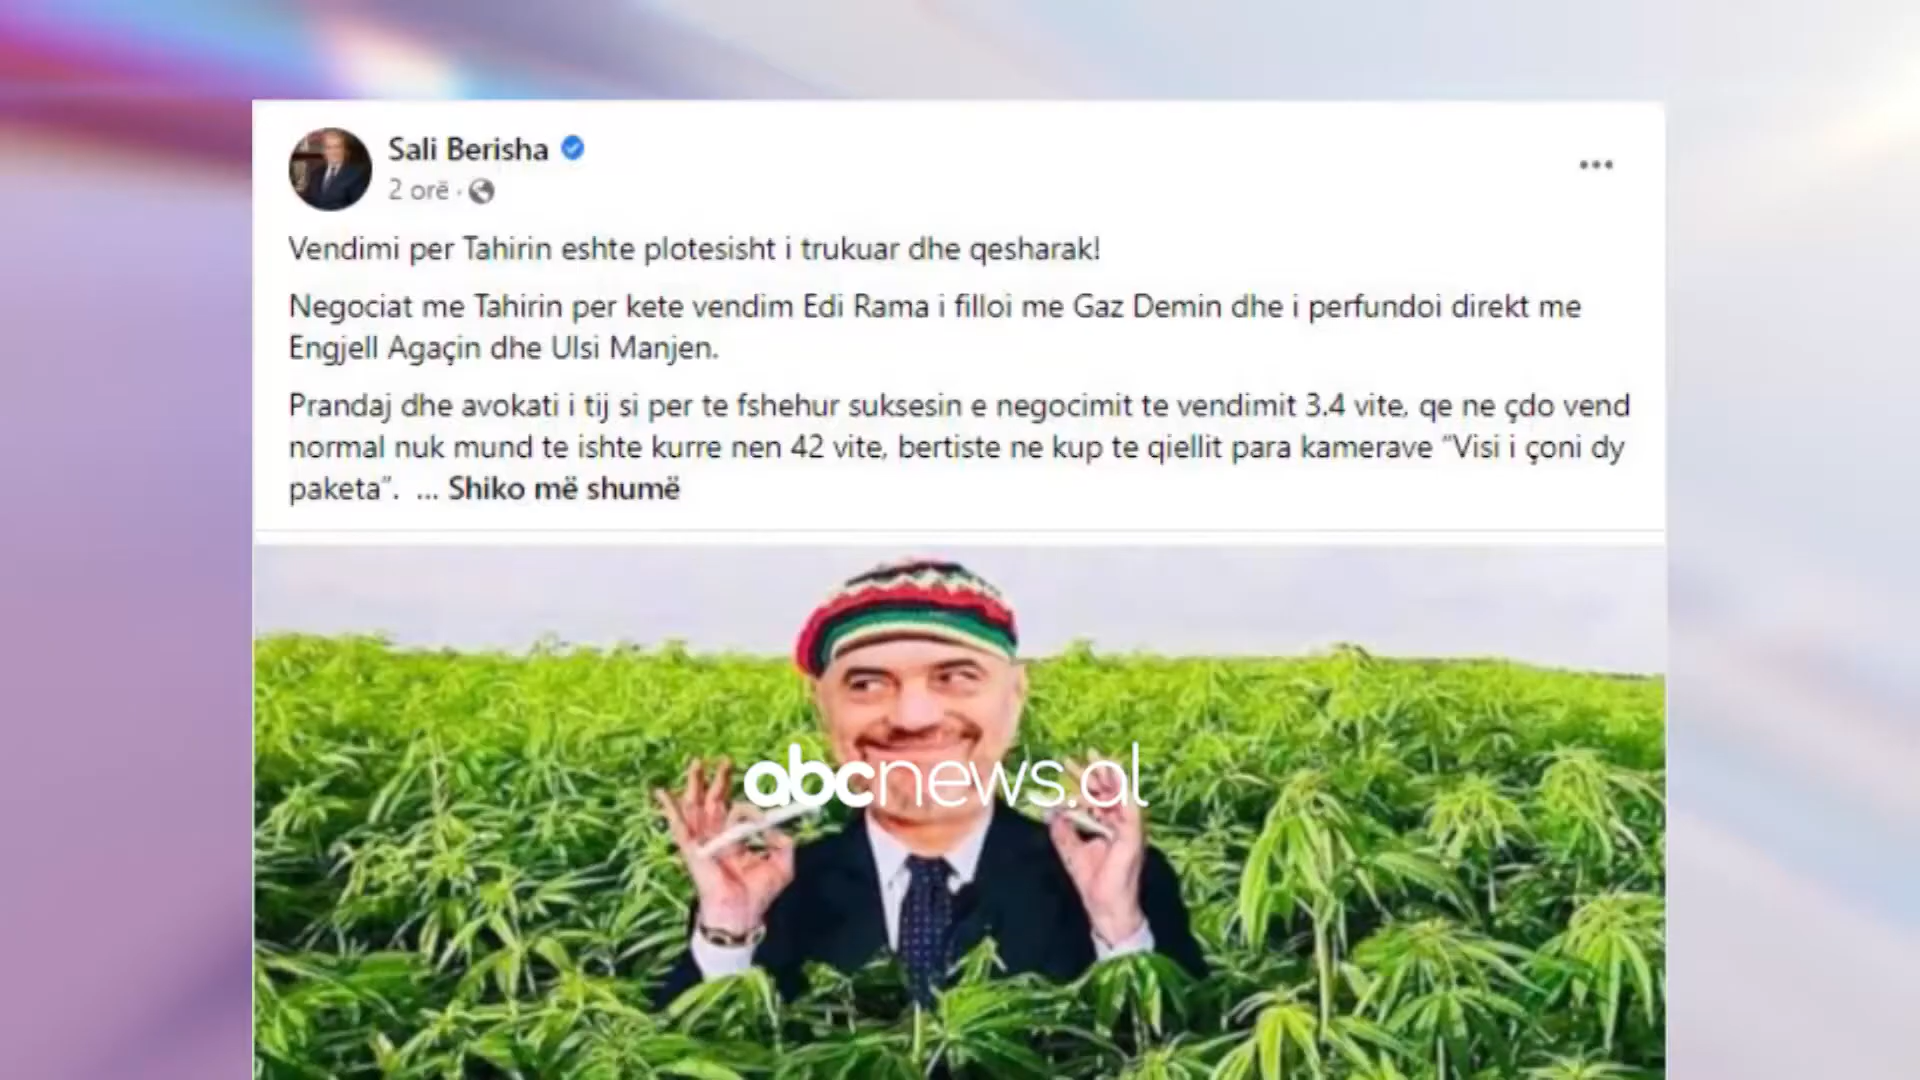 Sali Berisha
2 orë ·
Vendimi per Tahirin eshte plotesisht i trukuar dhe qesharak!
Negociat me Tahirin per kete vendim Edi Rama i filloi me Gaz Demin dhe i perfundoi direkt me
Engjell Agaçin dhe Ulsi Manjen.
Prandaj dhe avokati i tij si per te fshehur suksesin e negocimit te vendimit 3.4 vite, qe ne çdo vend
normal nuk mund te ishte kurre nen 42 vite, bertiste ne kup te qiellit para kamerave “Visi i çoni dy
paketa”. ... Shiko më shumë
abcnews.al